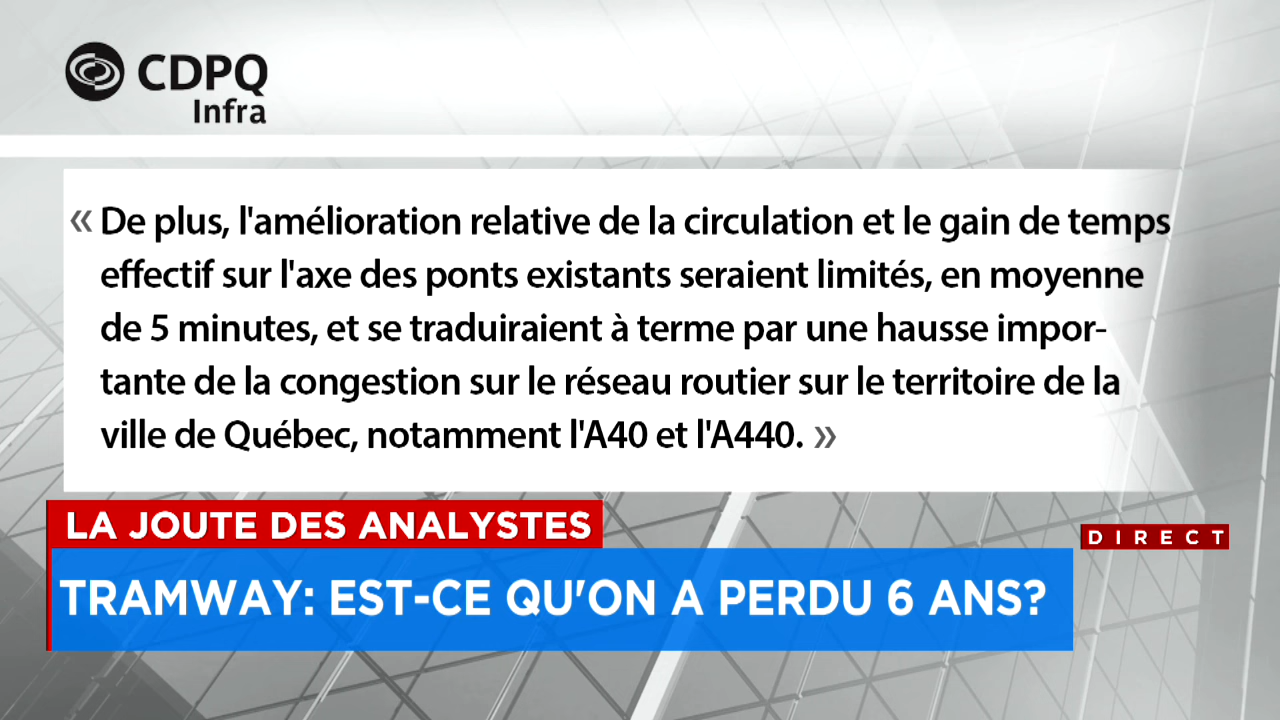 CDPQ
Infra
« De plus, l'amélioration relative de la circulation et le gain de temps
effectif sur l'axe des ponts existants seraient limités, en moyenne
de 5 minutes, et se traduiraient à terme par une hausse impor-
tante de la congestion sur le réseau routier sur le territoire de la
ville de Québec, notamment l'A40 et l'A440. »
LA JOUTE DES ANALYSTES
DIRECT
TRAMWAY: EST-CE QU'ON A PERDU 6 ANS?